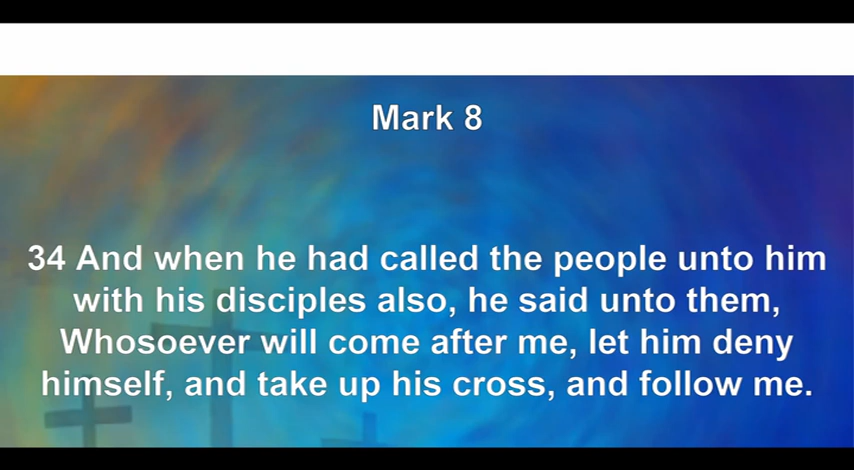 Mark 8
34 And when he had called the people unto him
with his disciples also, he said unto them,
Whosoever will come after me, let him deny
himself, and take up his cross, and follow me.